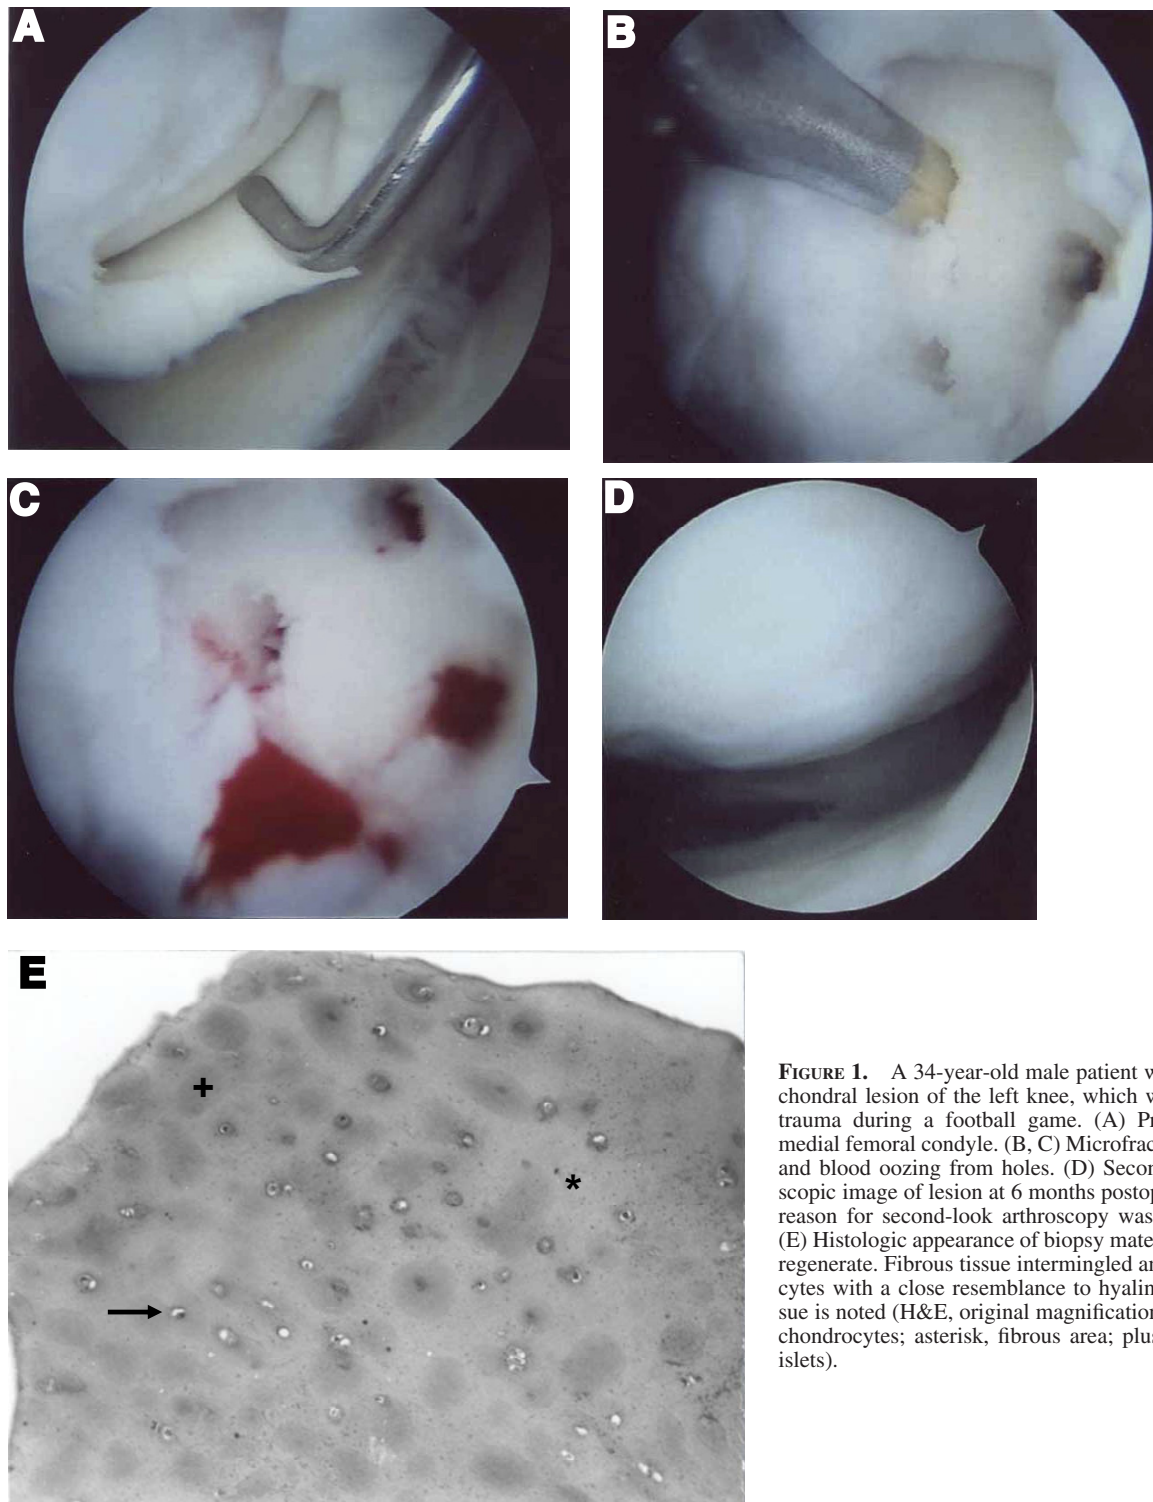 A
B
C
D
E
+
*
FIGURE 1. A 34-year-old male patient w
chondral lesion of the left knee, which w
trauma during a football game. (A) Pr
medial femoral condyle. (B, C) Microfrac
and blood oozing from holes. (D) Secon
scopic image of lesion at 6 months postop
reason for second-look arthroscopy was
(E) Histologic appearance of biopsy mate
regenerate. Fibrous tissue intermingled an
cytes with a close resemblance to hyalin
sue is noted (H&E, original magnification
chondrocytes; asterisk, fibrous area; plus
islets).